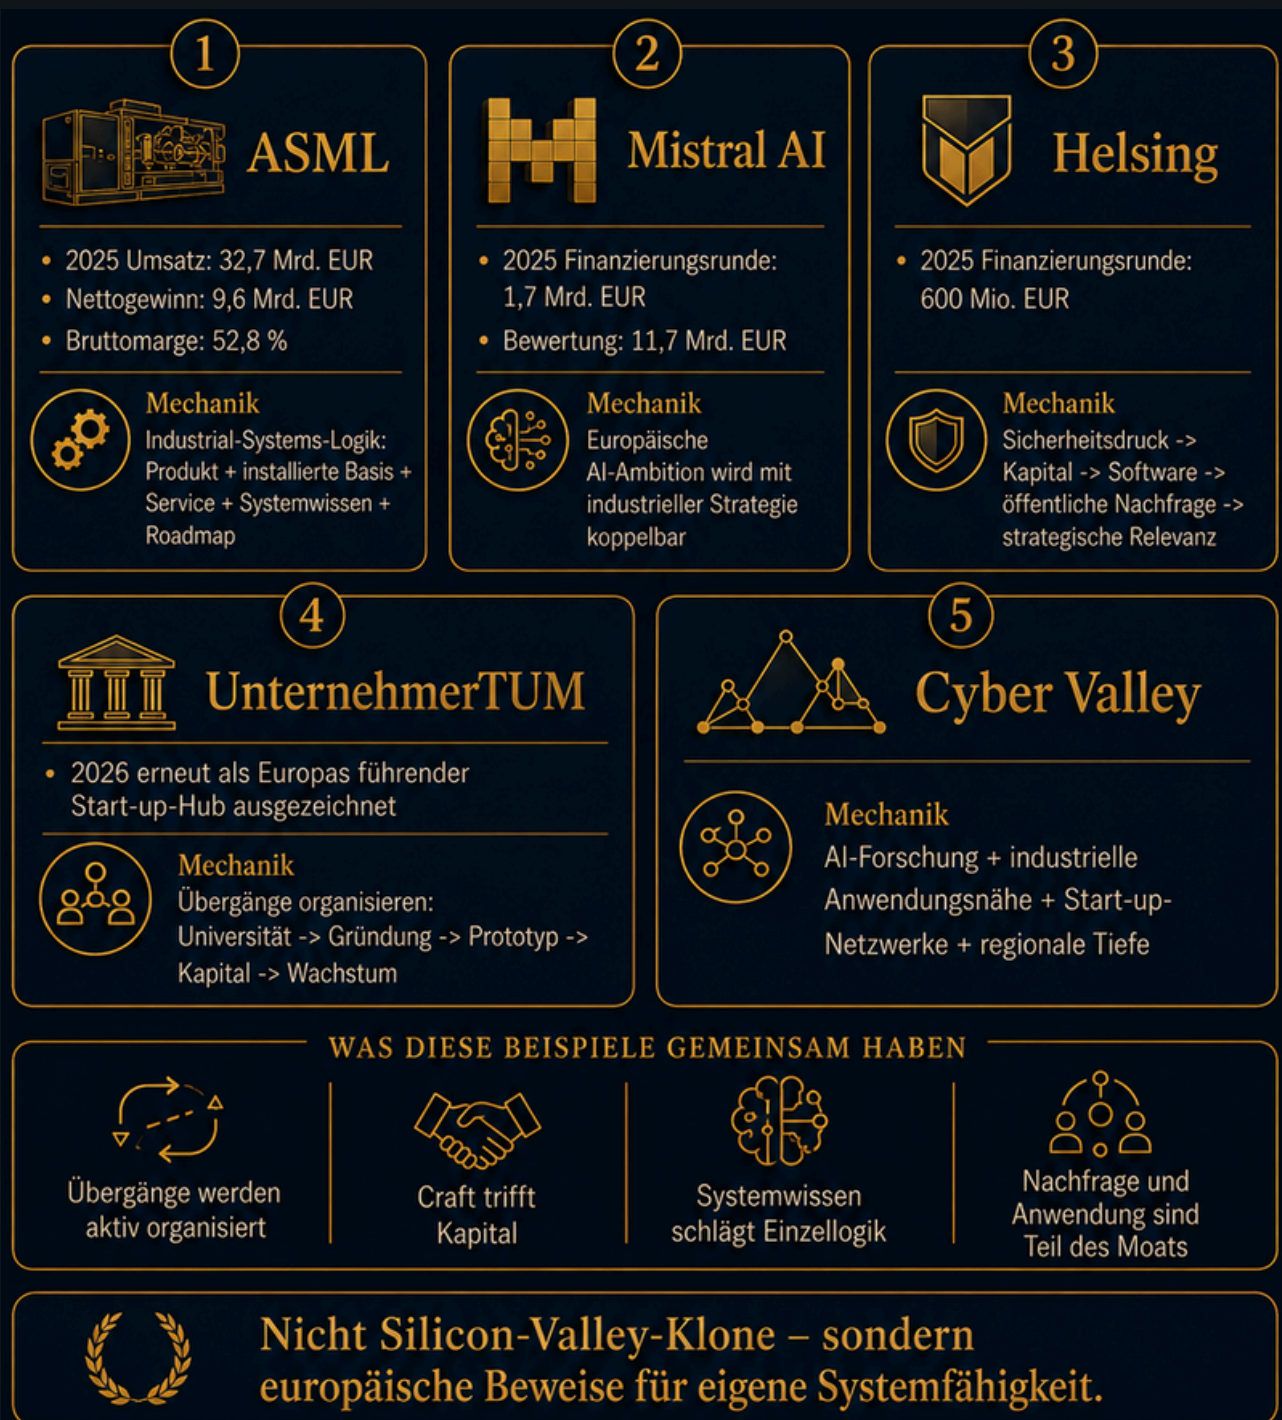 1
ASML
• 2025 Umsatz: 32,7 Mrd. EUR
• Nettogewinn: 9,6 Mrd. EUR
• Bruttomarge: 52,8 %
Mechanik
Industrial-Systems-Logik:
Produkt + installierte Basis +
Service + Systemwissen +
Roadmap
2
Mistral AI
• 2025 Finanzierungsrunde:
1,7 Mrd. EUR
• Bewertung: 11,7 Mrd. EUR
Mechanik
Europäische
AI-Ambition wird mit
industrieller Strategie
koppelbar
3
Helsing
• 2025 Finanzierungsrunde:
600 Mio. EUR
Mechanik
Sicherheitsdruck ->
Kapital -> Software ->
öffentliche Nachfrage ->
strategische Relevanz
4
UnternehmerTUM
• 2026 erneut als Europas führender
Start-up-Hub ausgezeichnet
Mechanik
Übergänge organisieren:
Universität -> Gründung -> Prototyp ->
Kapital -> Wachstum
5
Cyber Valley
Mechanik
AI-Forschung + industrielle
Anwendungsnähe + Start-up-
Netzwerke + regionale Tiefe
WAS DIESE BEISPIELE GEMEINSAM HABEN
Übergänge werden
aktiv organisiert
Craft trifft
Kapital
Systemwissen
schlägt Einzellogik
Nachfrage und
Anwendung sind
Teil des Moats
Nicht Silicon-Valley-Klone – sondern
europäische Beweise für eigene Systemfähigkeit.